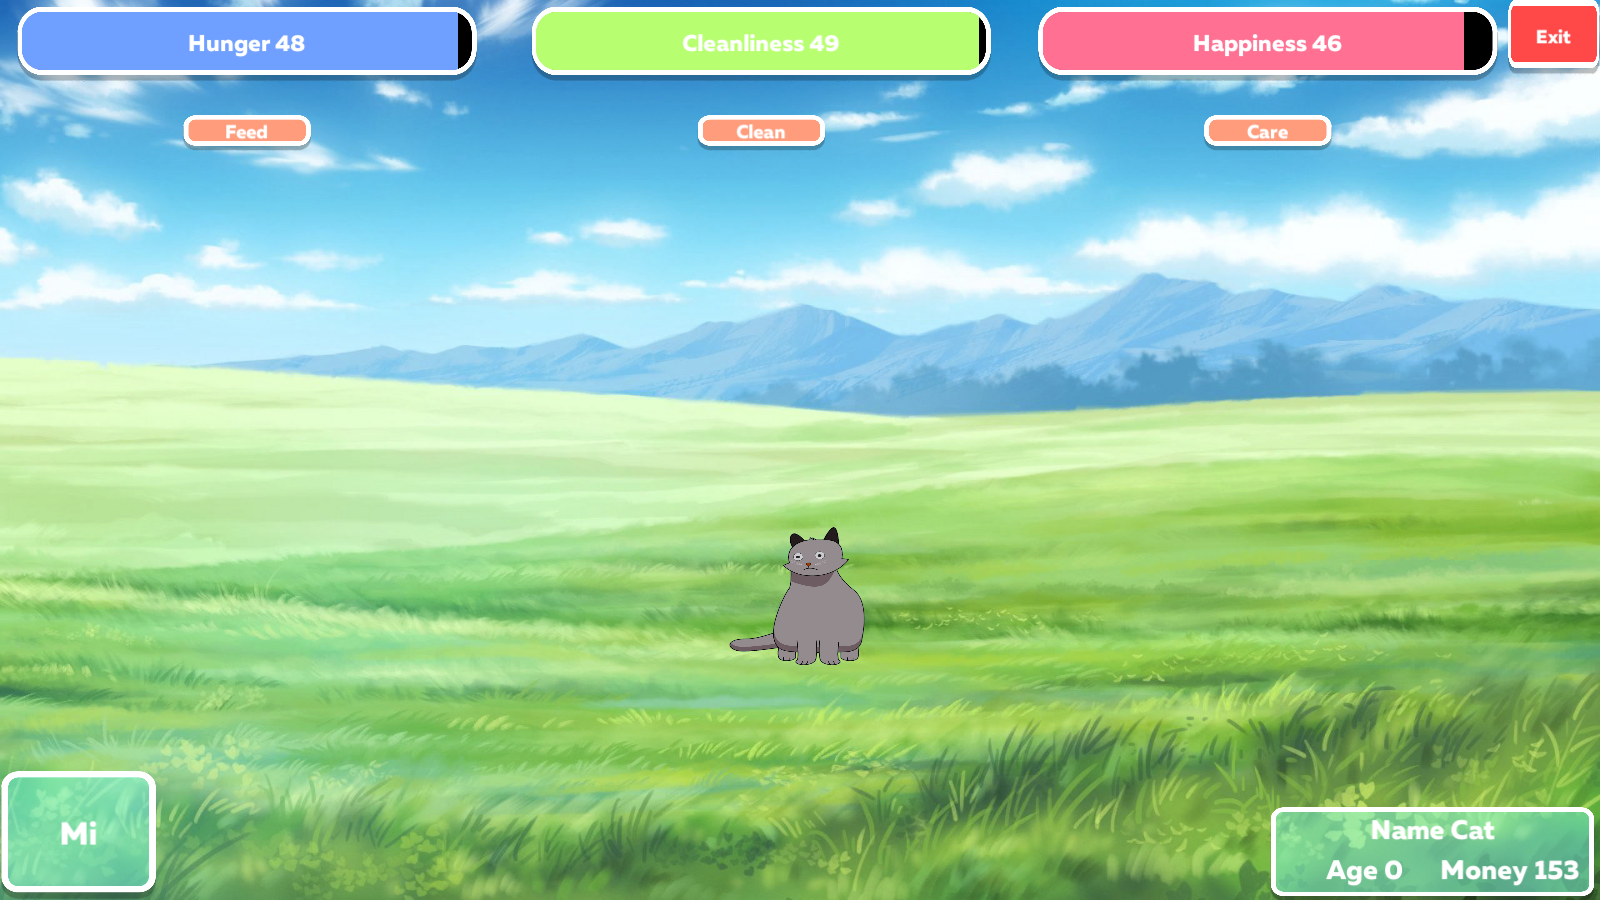 Hunger 48
Cleanliness 49
Happiness 46
Exit
Feed
Clean
Care
Mi
Name Cat
Age 0
Money 153